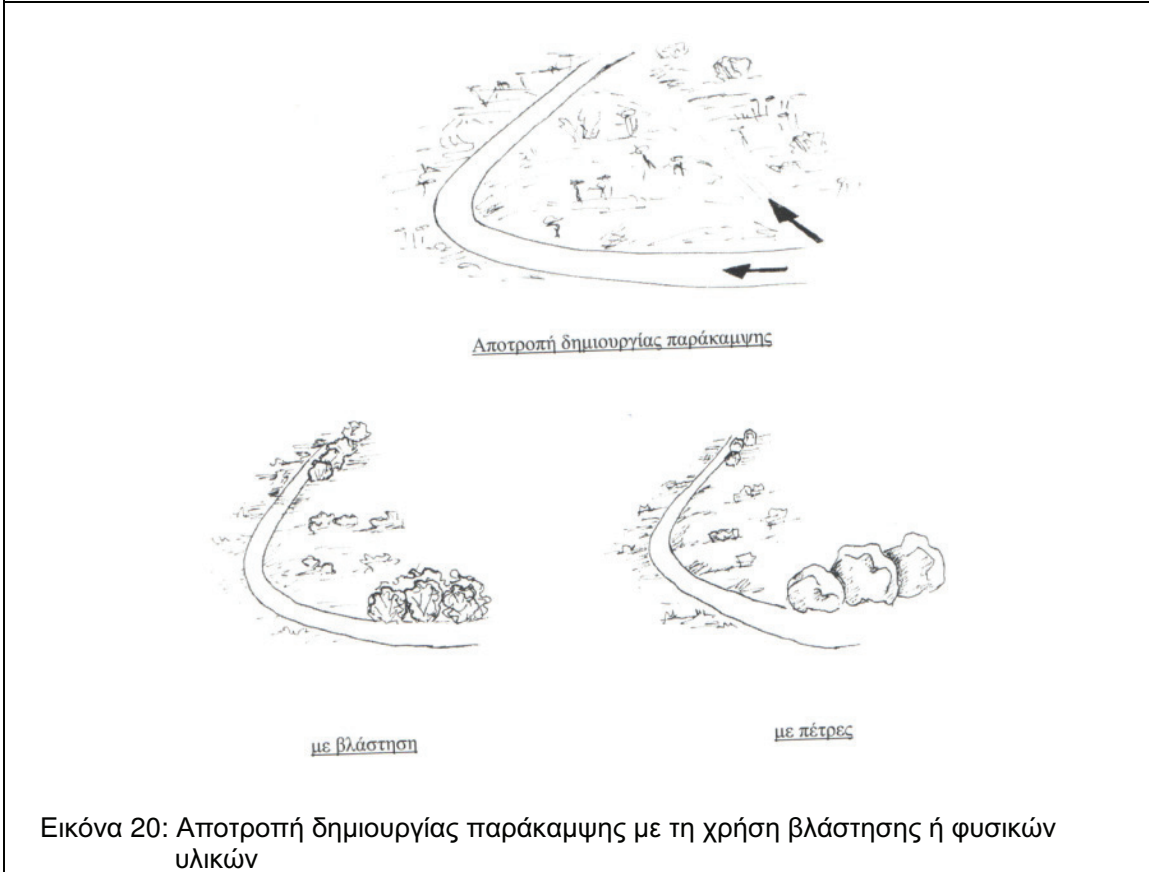 Αποτροπή δημιουργίας παράκαμψης
με βλάστηση
με πέτρες
Εικόνα 20: Αποτροπή δημιουργίας παράκαμψης με τη χρήση βλάστησης ή φυσικών
υλικών